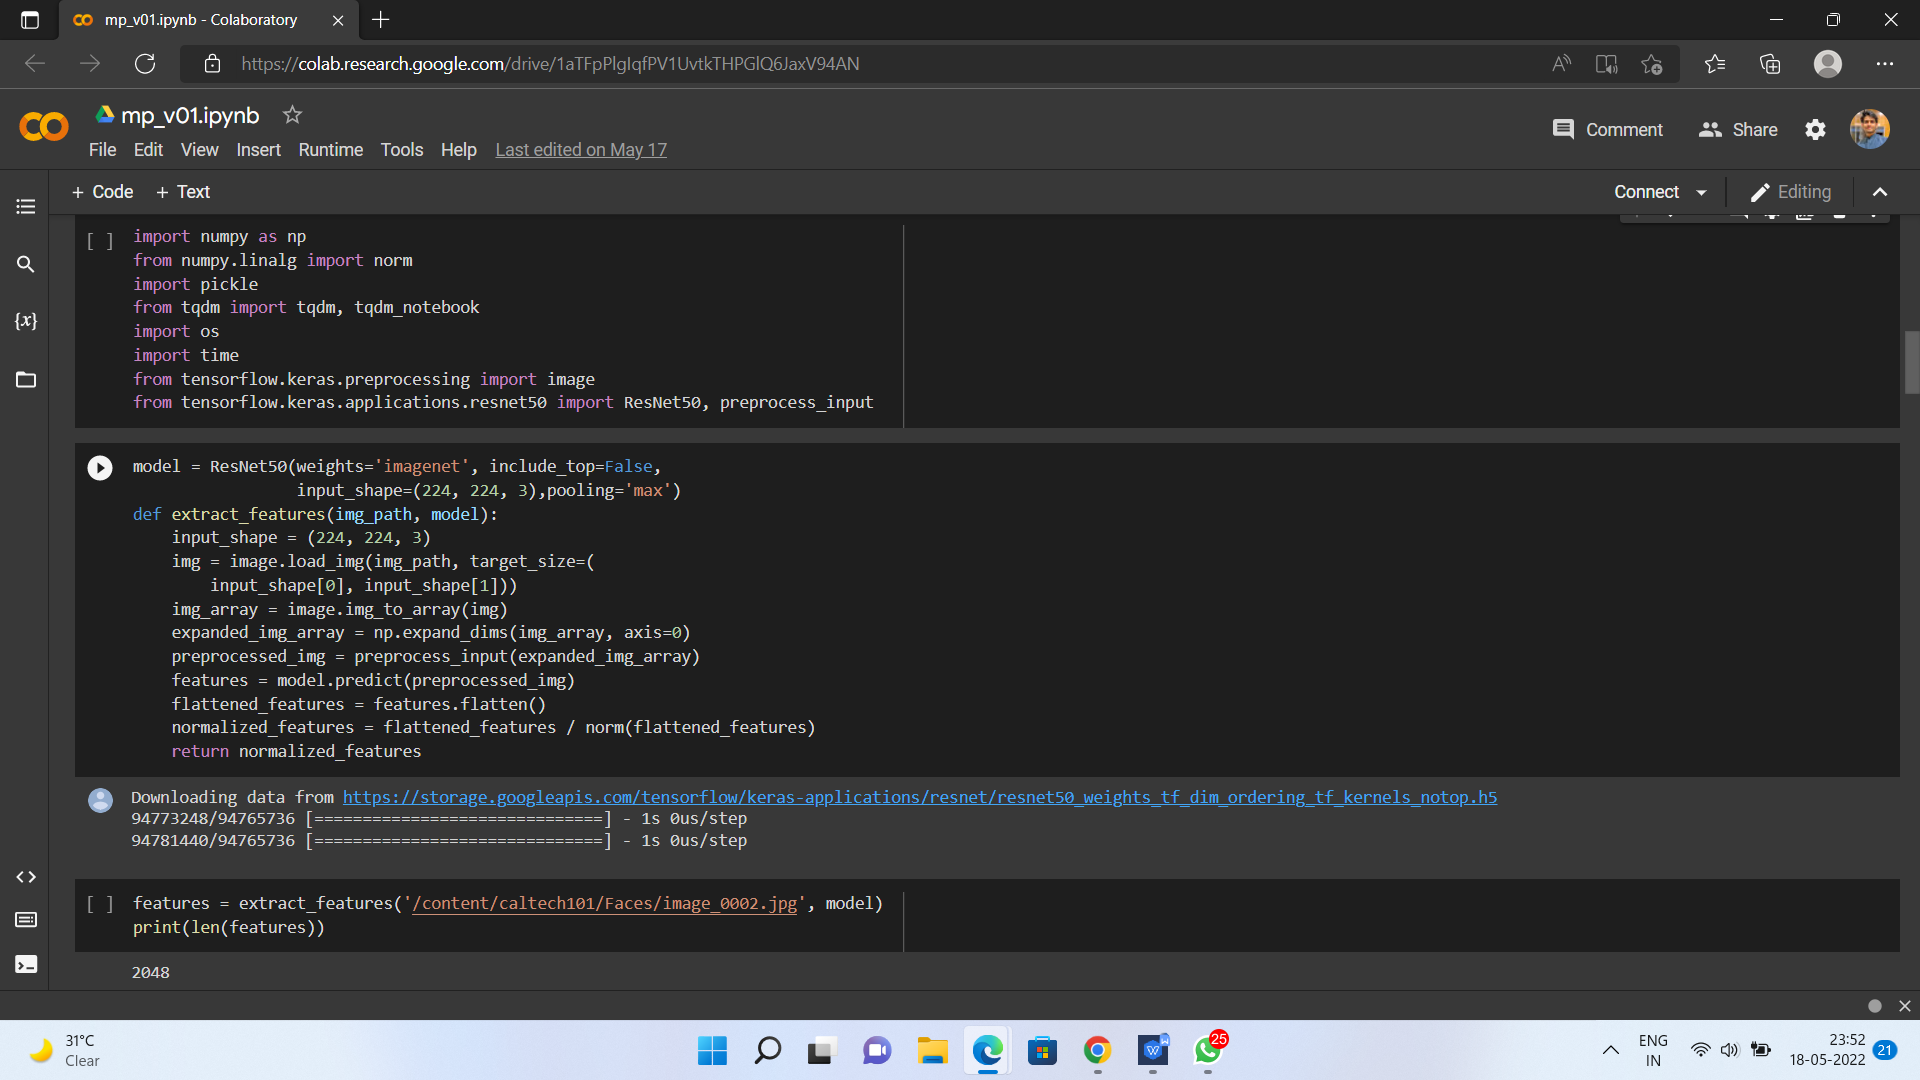 mp_v01.ipynb - Colaboratory
https://colab.research.google.com/drive/1aTFpPlgIqfPV1UvtkTHPGlQ6JaxV94AN
mp_v01.ipynb
Comment
Share
File Edit View Insert Runtime Tools Help Last edited on May 17
+ Code + Text
Connect
Editing
[ ] import numpy as np
from numpy.linalg import norm
import pickle
from tqdm import tqdm, tqdm_notebook
import os
import time
from tensorflow.keras.preprocessing import image
from tensorflow.keras.applications.resnet50 import ResNet50, preprocess_input
model = ResNet50(weights='imagenet', include_top=False,
input_shape=(224, 224, 3),pooling='max')
def extract_features(img_path, model):
input_shape = (224, 224, 3)
img = image.load_img(img_path, target_size=(
input_shape[0], input_shape[1]))
img_array = image.img_to_array(img)
expanded_img_array = np.expand_dims(img_array, axis=0)
preprocessed_img = preprocess_input(expanded_img_array)
features = model.predict(preprocessed_img)
flattened_features = features.flatten()
normalized_features = flattened_features / norm(flattened_features)
return normalized_features
Downloading data from https://storage.googleapis.com/tensorflow/keras-applications/resnet/resnet50_weights_tf_dim_ordering_tf_kernels_notop.h5
94773248/94765736 [==============================] - 1s 0us/step
94781440/94765736 [==============================] - 1s 0us/step
[ ] features = extract_features('/content/caltech101/Faces/image_0002.jpg', model)
print(len(features))
2048
31°C
Clear
25
ENG
IN
23:52
18-05-2022
21